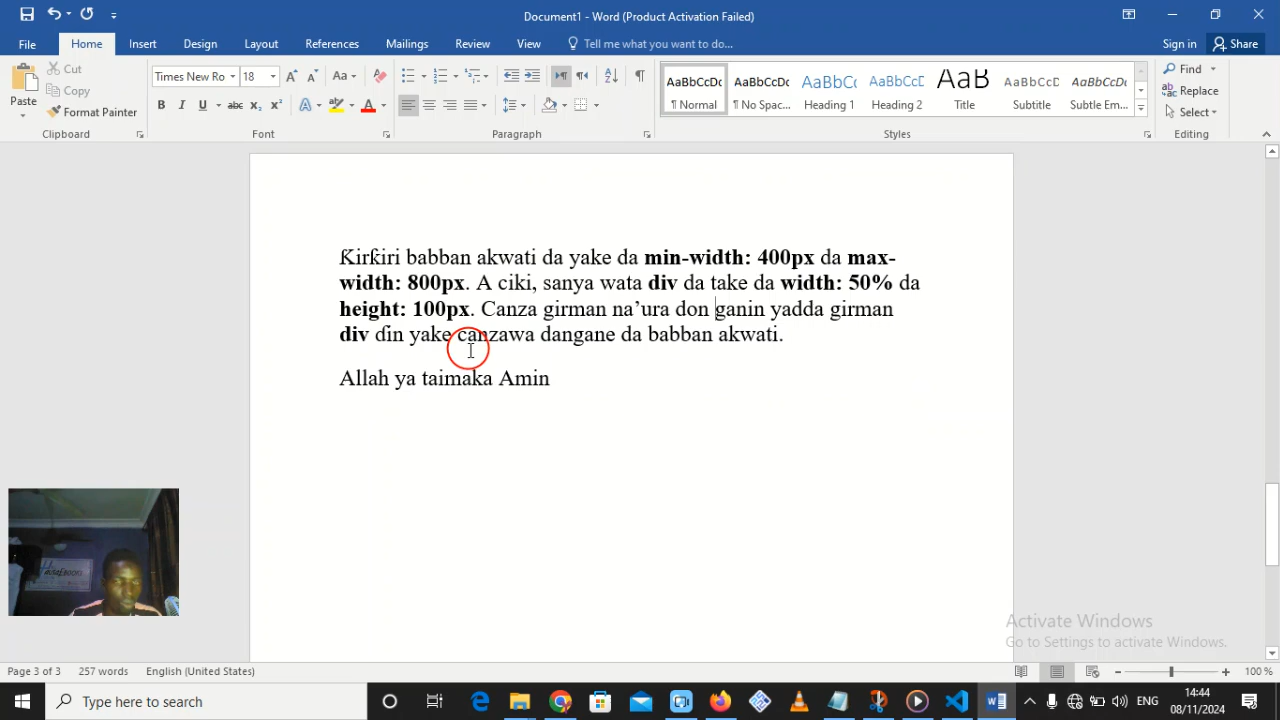 Document1 - Word (Product Activation Failed)
File Home Insert Design Layout References Mailings Review View Tell me what you want to do... Sign in Share
Paste Cut Copy Format Painter Clipboard
Times New Ro 18 Font
Paragraph
AaBbCcDc AaBbCcDc AaBbCc AaBbCcD AaB AaBbCcD AaBbCcDc
¶ Normal ¶ No Spac... Heading 1 Heading 2 Title Subtitle Subtle Em...
Styles
Find Replace Select Editing
Ƙirƙiri babban akwati da yake da min-width: 400px da max-
width: 800px. A ciki, sanya wata div da take da width: 50% da
height: 100px. Canza girman na’ura don ganin yadda girman
div ɗin yake canzawa dangane da babban akwati.
Allah ya taimaka Amin
Activate Windows
Go to Settings to activate Windows.
Page 3 of 3 257 words English (United States) 100 %
Type here to search
ENG 14:44
08/11/2024